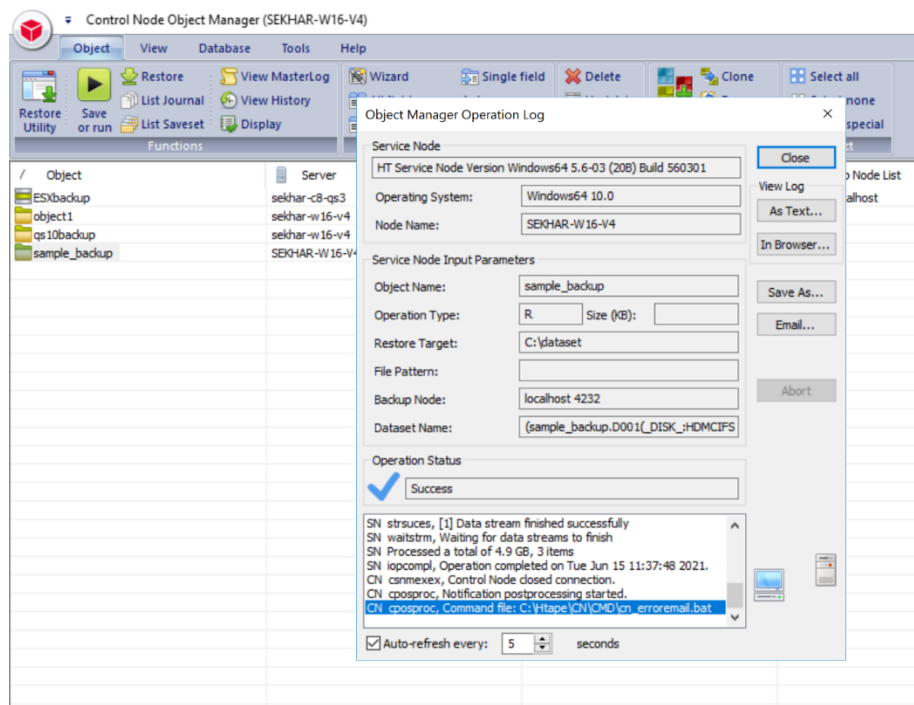 Control Node Object Manager (SEKHAR-W16-V4)
Object View Database Tools Help
Restore Utility
Save or run
Restore
List Journal
List Saveset
View MasterLog
View History
Display
Functions
Wizard
Single field
Delete
Clone
Select all
none
special
/ Object Server Node List
ESXbackup sekhar-c8-qs3 alhost
object1 sekhar-w16-v4
qs10backup sekhar-w16-v4
sample_backup SEKHAR-W16-V4
Object Manager Operation Log
Service Node
HT Service Node Version Windows64 5.6-03 (20B) Build 560301
Operating System: Windows64 10.0
Node Name: SEKHAR-W16-V4
Service Node Input Parameters
Object Name: sample_backup
Operation Type: R Size (KB):
Restore Target: C:\dataset
File Pattern:
Backup Node: localhost 4232
Dataset Name: (sample_backup.D001(_DISK_:HDMCIFS
Operation Status
Success
SN strsuces, [1] Data stream finished successfully
SN waitstrm, Waiting for data streams to finish
SN Processed a total of 4.9 GB, 3 items
SN iopcompl, Operation completed on Tue Jun 15 11:37:48 2021.
CN csnmexex, Control Node closed connection.
CN cposproc, Notification postprocessing started.
CN cposproc, Command file: C:\Htape\CN\CMD\cn_erroremail.bat
Auto-refresh every: 5 seconds
Close
View Log
As Text...
In Browser...
Save As...
Email...
Abort